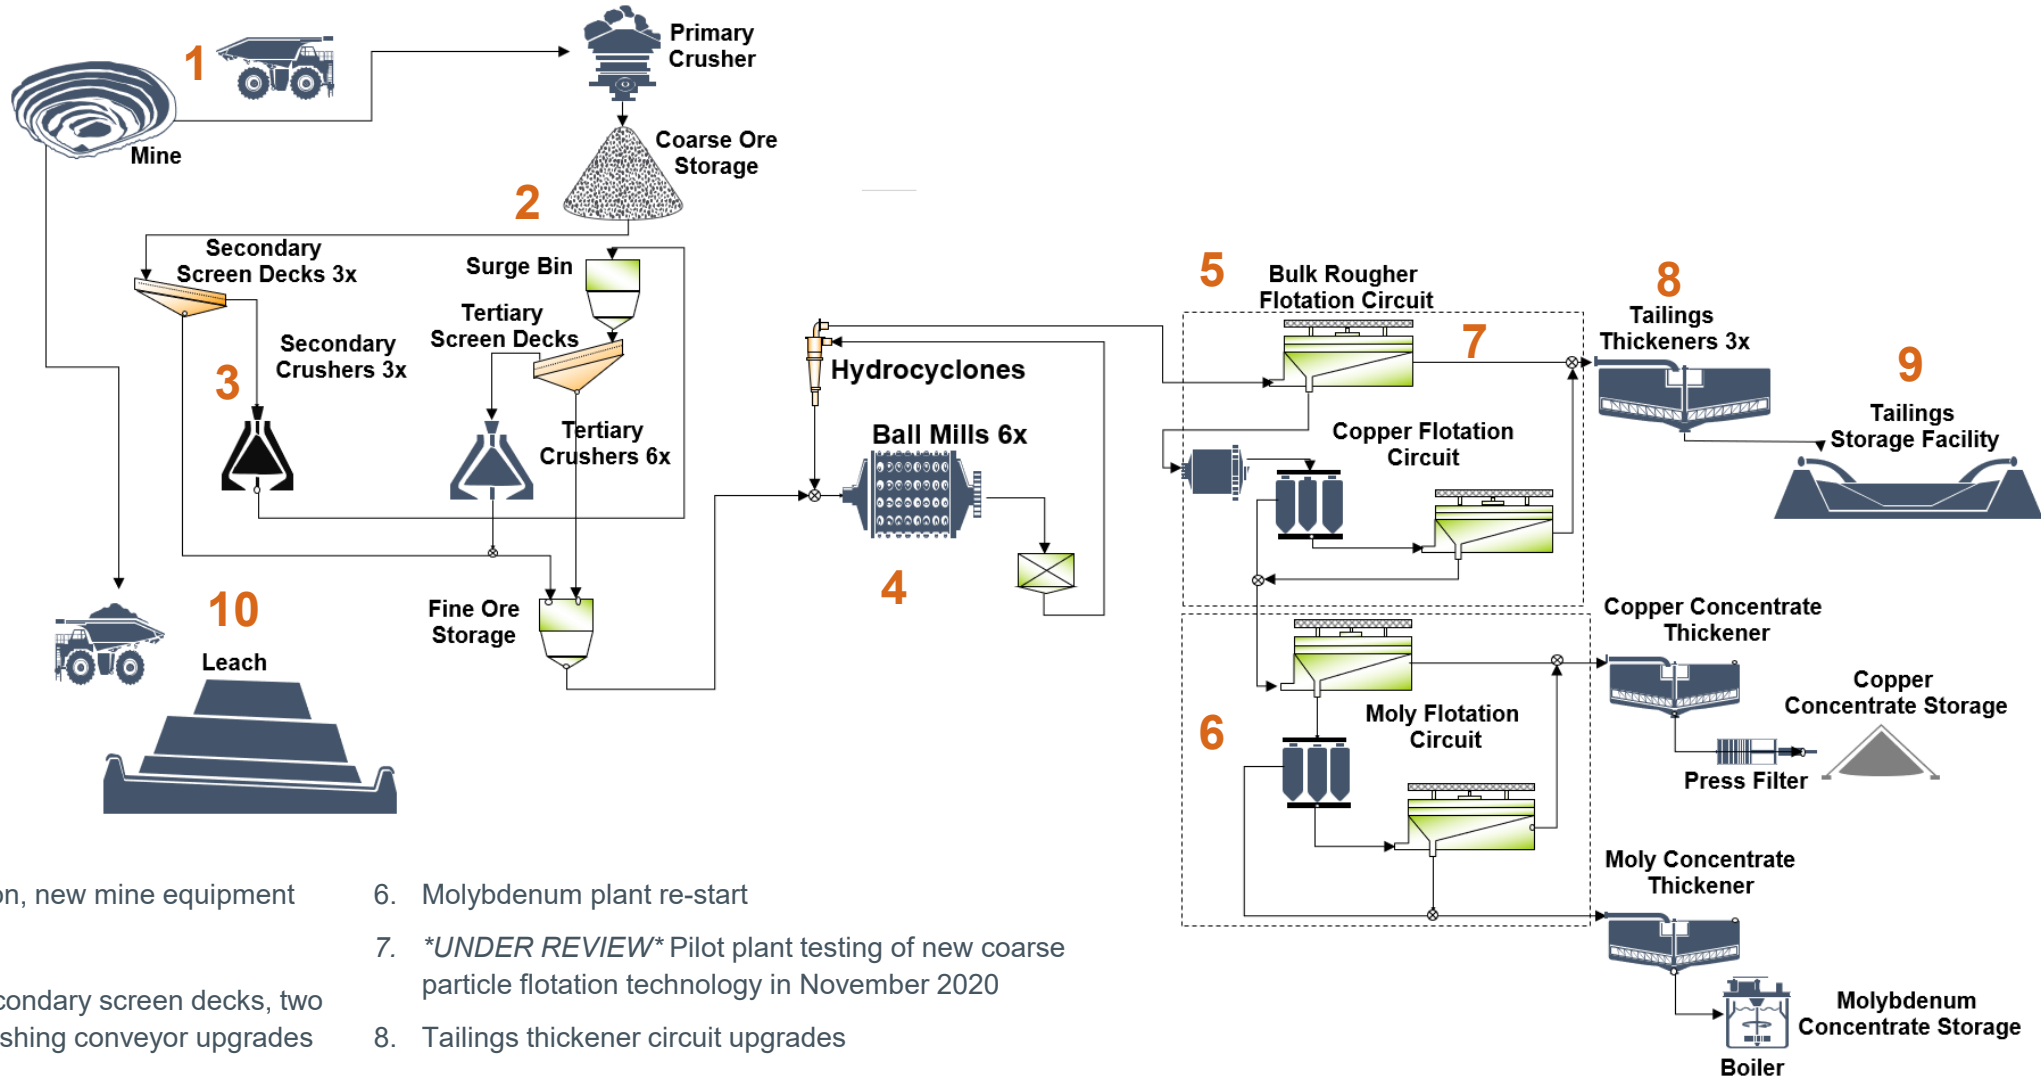 1
Primary
Crusher
Mine
Coarse Ore
Storage
2
Secondary
Screen Decks 3x
Surge Bin
Tertiary
Screen Decks
Secondary
Crushers 3x
3
Tertiary
Crushers 6x
Hydrocyclones
Ball Mills 6x
4
Fine Ore
Storage
10
Leach
5
Bulk Rougher
Flotation Circuit
7
Copper Flotation
Circuit
8
Tailings
Thickeners 3x
9
Tailings
Storage Facility
6
Moly Flotation
Circuit
Copper Concentrate
Thickener
Copper
Concentrate Storage
Press Filter
Moly Concentrate
Thickener
Molybdenum
Concentrate Storage
Boiler
on, new mine equipment
condary screen decks, two
shing conveyor upgrades
6. Molybdenum plant re-start
7. *UNDER REVIEW* Pilot plant testing of new coarse
particle flotation technology in November 2020
8. Tailings thickener circuit upgrades